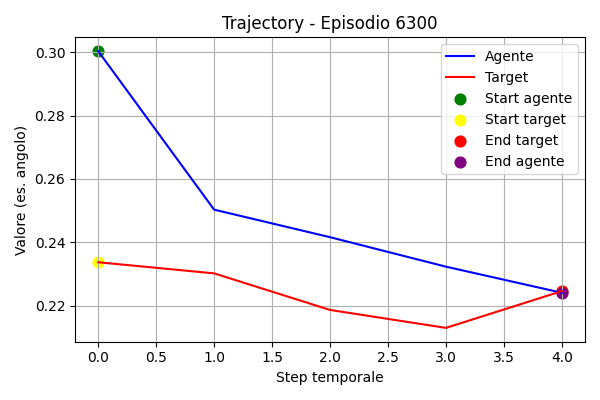 Trajectory - Episodio 6300
Valore (es. angolo)
0.30
0.28
0.26
0.24
0.22
Agente
Target
Start agente
Start target
End target
End agente
0.0 0.5 1.0 1.5 2.0 2.5 3.0 3.5 4.0
Step temporale